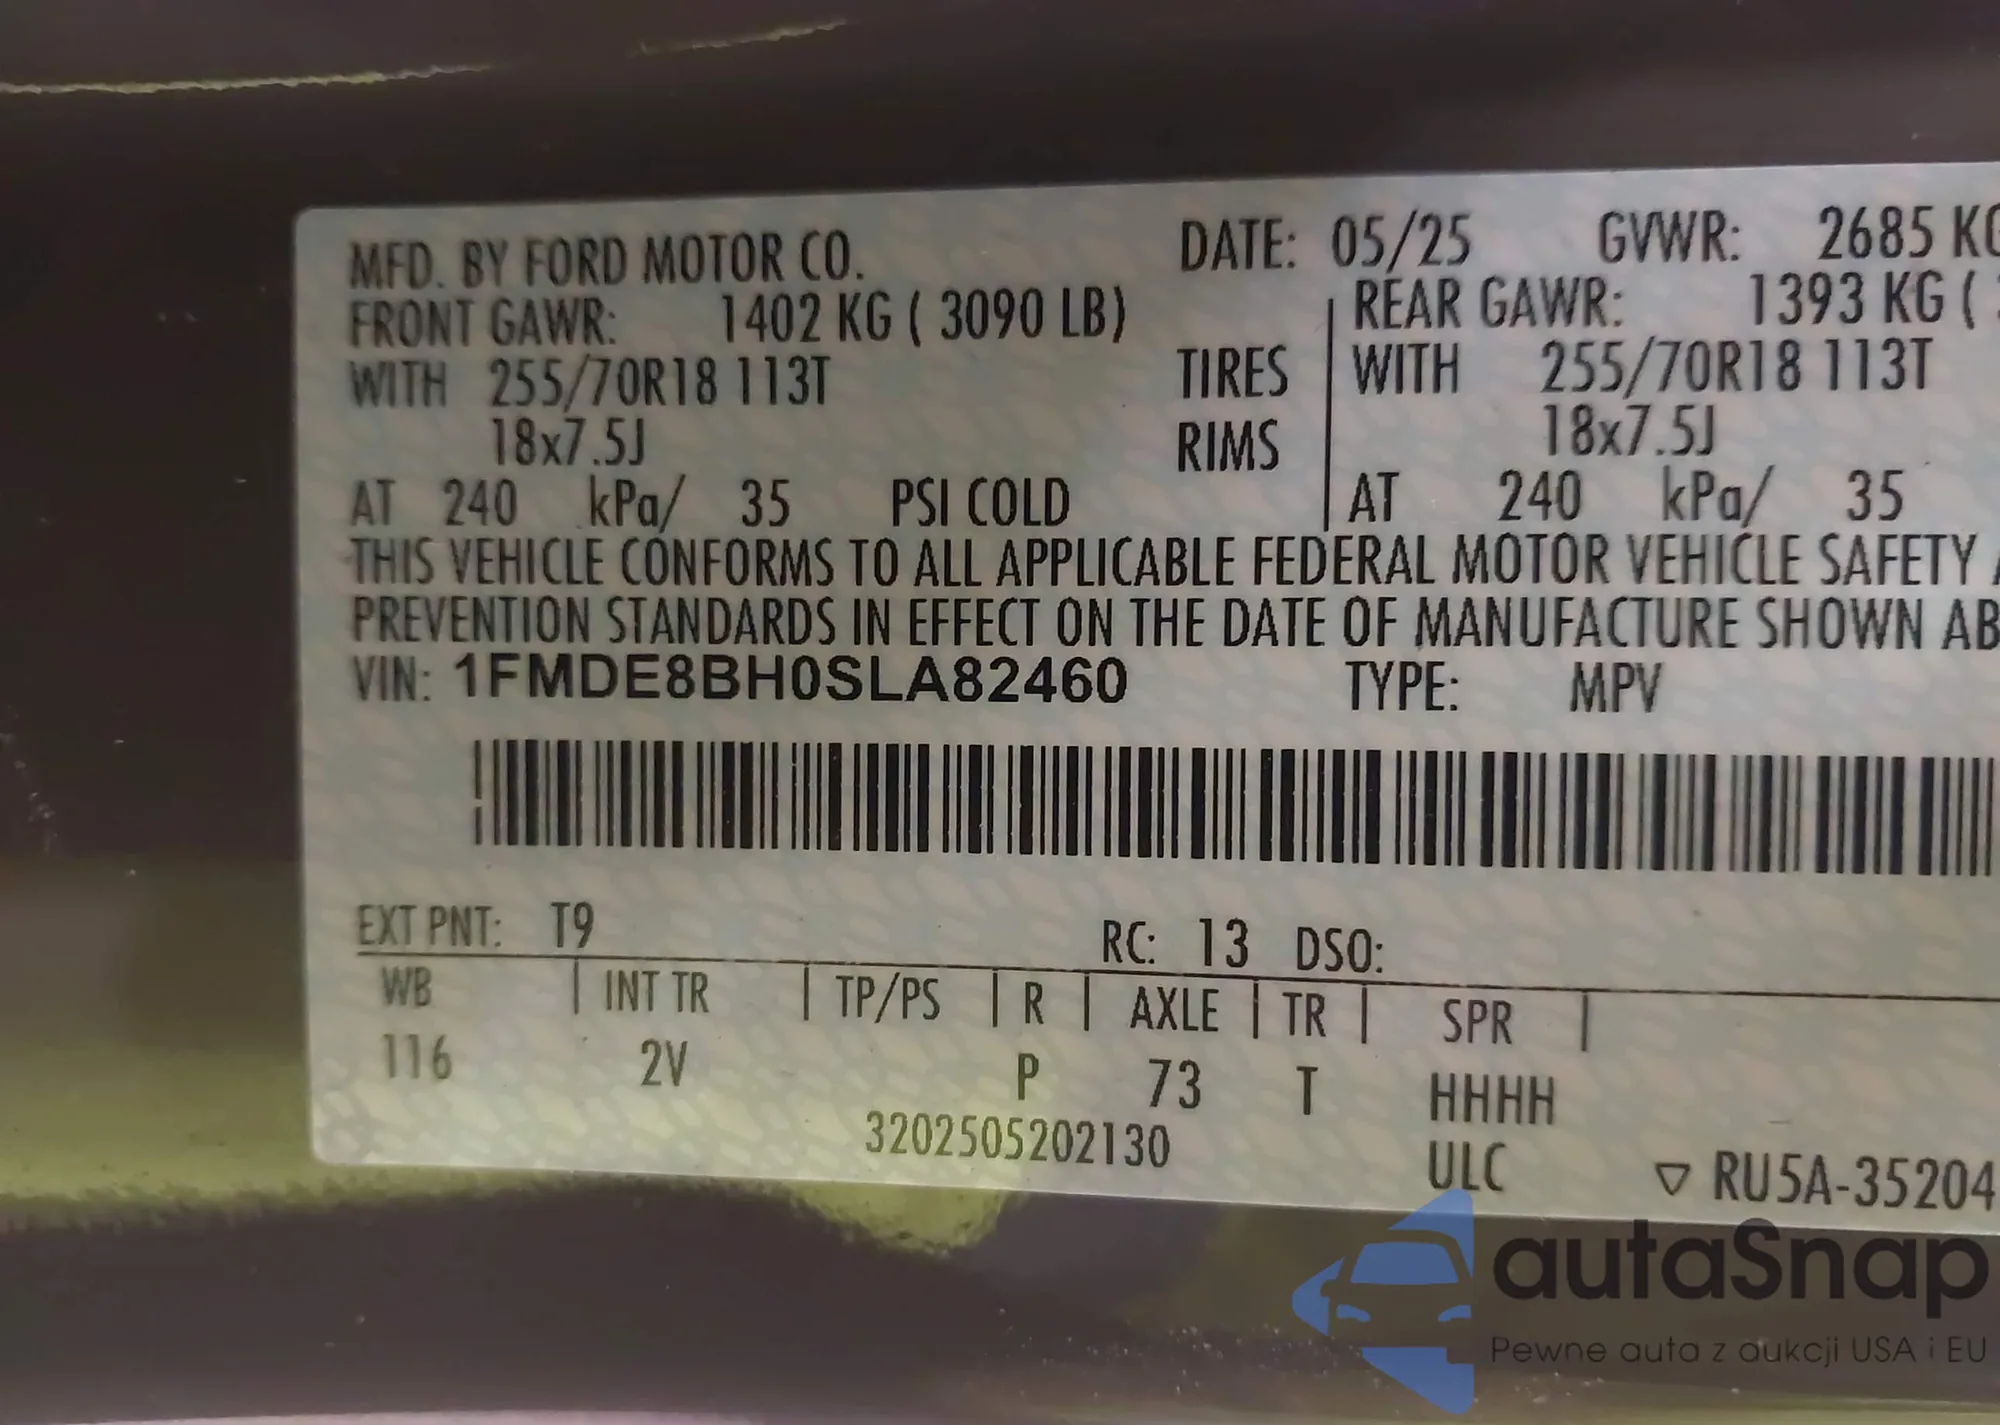 MFD. BY FORD MOTOR CO. DATE: 05/25 GVWR: 2685 KG
FRONT GAWR: 1402 KG ( 3090 LB) REAR GAWR: 1393 KG (
WITH 255/70R18 113T TIRES WITH 255/70R18 113T
18x7.5J RIMS 18x7.5J
AT 240 kPa/ 35 PSI COLD AT 240 kPa/ 35
THIS VEHICLE CONFORMS TO ALL APPLICABLE FEDERAL MOTOR VEHICLE SAFETY
PREVENTION STANDARDS IN EFFECT ON THE DATE OF MANUFACTURE SHOWN AB
VIN: 1FMDE8BH0SLA82460 TYPE: MPV
EXT PNT: T9 RC: 13 DSO:
WB | INT TR | TP/PS | R | AXLE | TR | SPR |
116 2V P 73 T HHHH
3202505202130 ULC ▽ RU5A-35204
autaSnap
Pewne auta z aukcji USA i EU